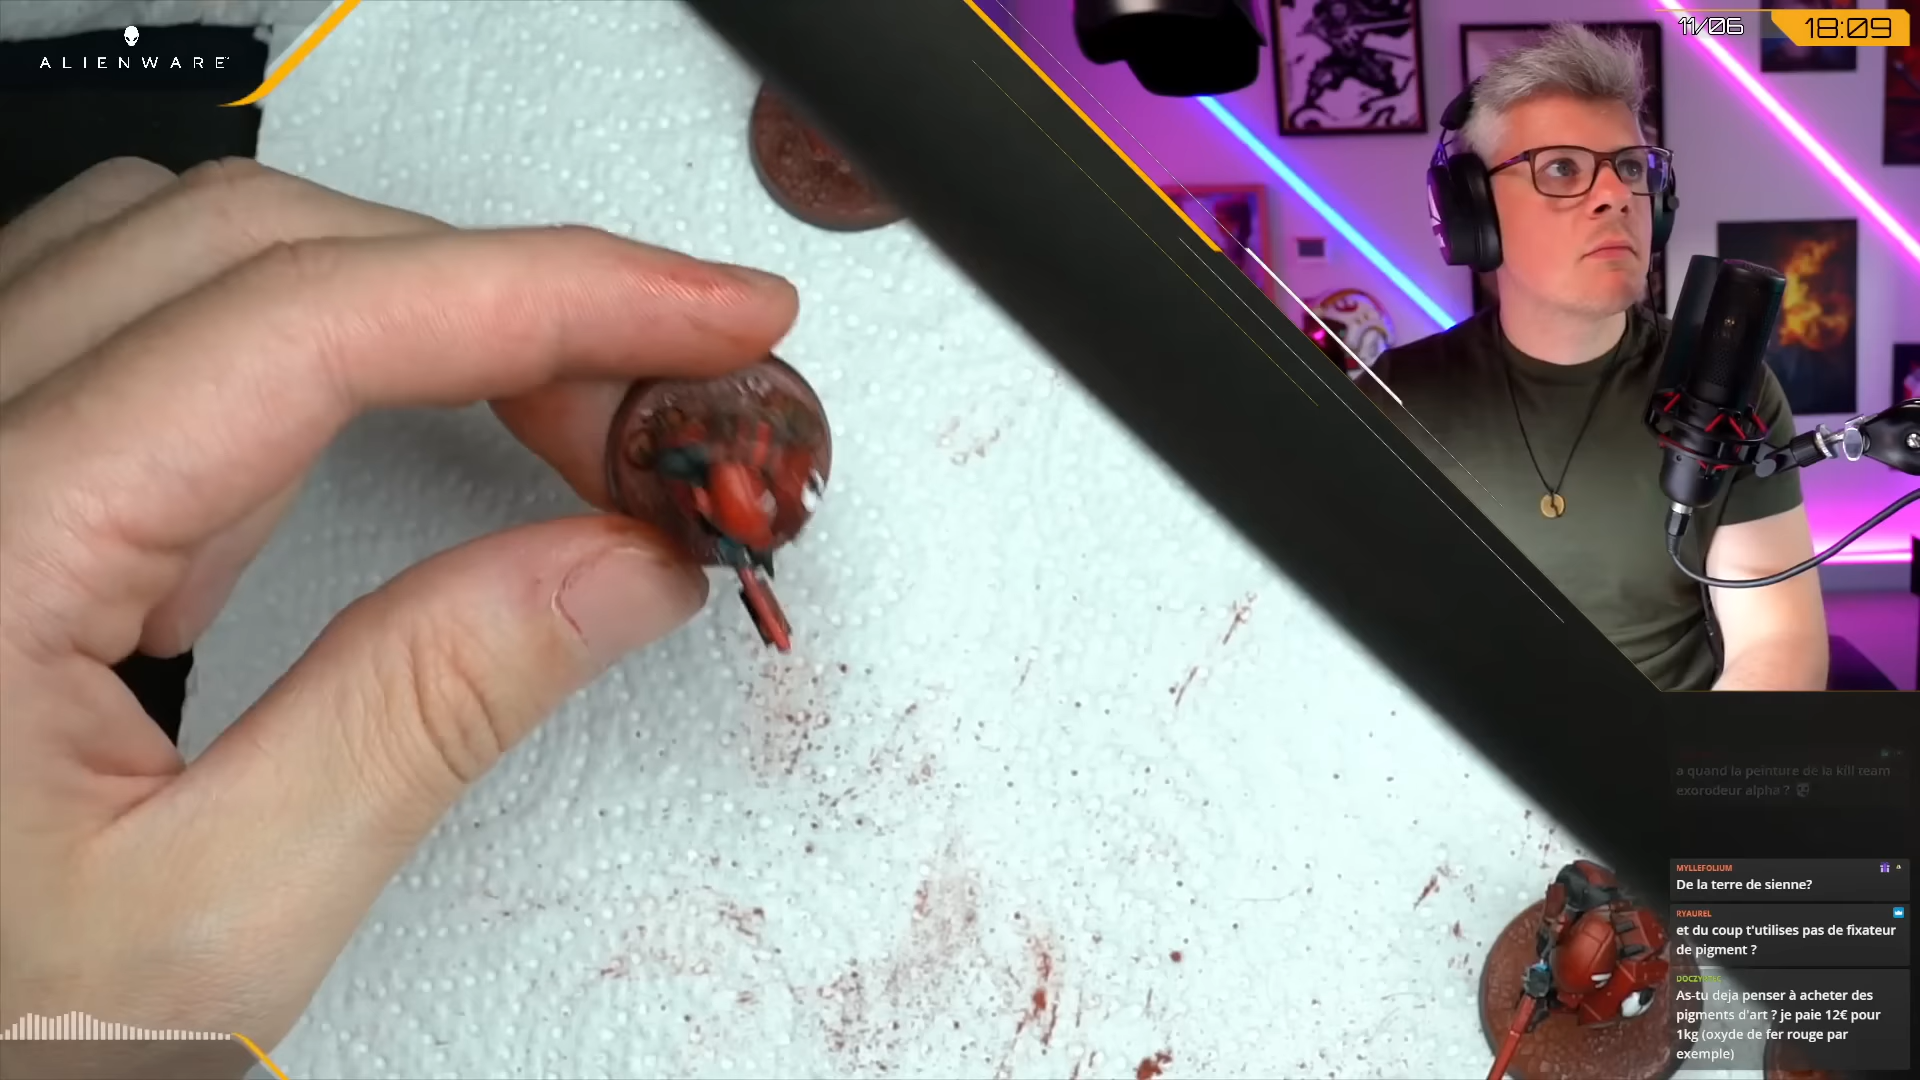 ALIENWARE
11/06
18:09
a quand la peinture de la kill team
exorodeur alpha ?
MYLLEFOLIUM
De la terre de sienne?
RYAUREL
et du coup t'utilises pas de fixateur
de pigment ?
As-tu deja penser à acheter des
pigments d'art ? je paie 12€ pour
1kg (oxyde de fer rouge par
exemple)